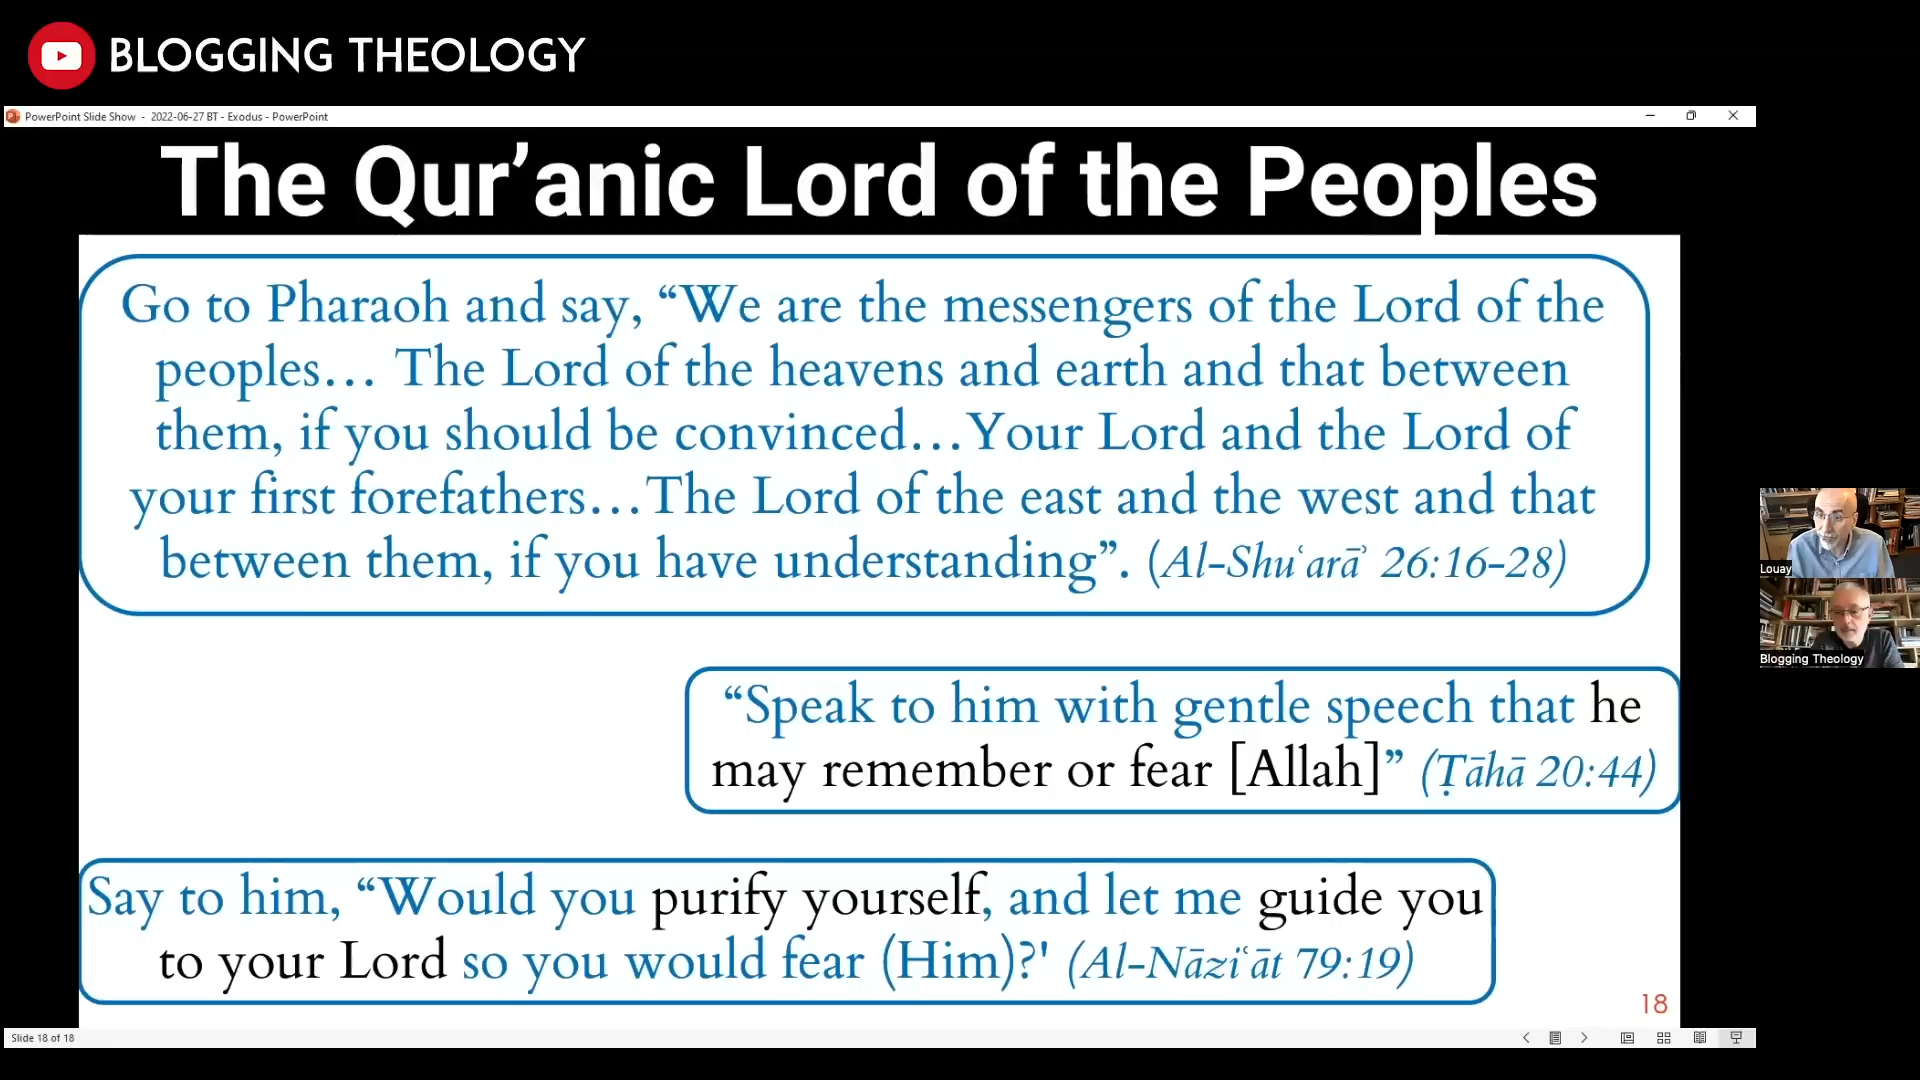 BLOGGING THEOLOGY
PowerPoint Slide Show - 2022-06-27 BT - Exodus - PowerPoint
The Qur’anic Lord of the Peoples
Go to Pharaoh and say, “We are the messengers of the Lord of the
peoples… The Lord of the heavens and earth and that between
them, if you should be convinced…Your Lord and the Lord of
your first forefathers…The Lord of the east and the west and that
between them, if you have understanding”. (Al-Shuʿarāʾ 26:16-28)
“Speak to him with gentle speech that he
may remember or fear [Allah]” (Ṭāhā 20:44)
Say to him, “Would you purify yourself, and let me guide you
to your Lord so you would fear (Him)?' (Al-Nāziʿāt 79:19)
18
Slide 18 of 18
Louay
Blogging Theology